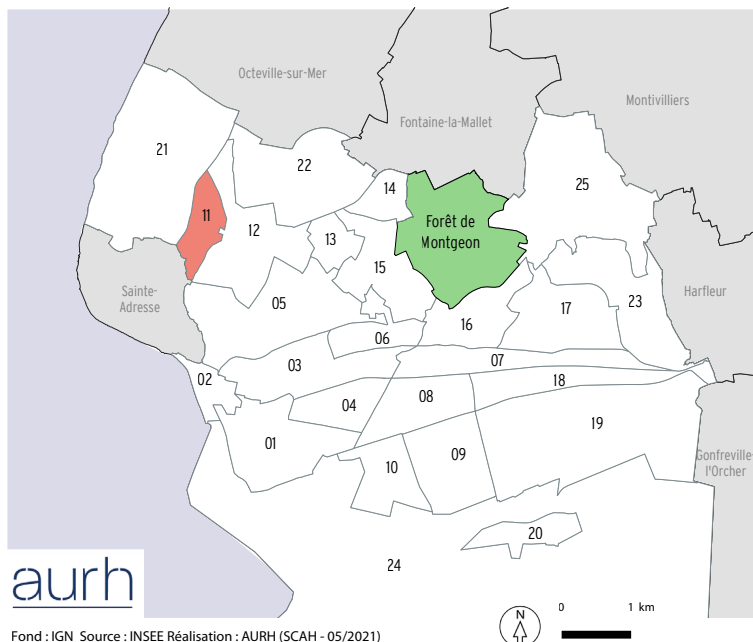 Octeville-sur-Mer
Montivilliers
Fontaine-la-Mallet
21
22
14
25
11
12
13
Forêt de
Montgeon
15
Sainte-
Adresse
05
17
23
Harfleur
16
06
03
07
02
18
08
04
19
01
09
10
Gonfreville-
l'Orcher
20
24
aurh
N
0 1 km
Fond : IGN Source : INSEE Réalisation : AURH (SCAH - 05/2021)